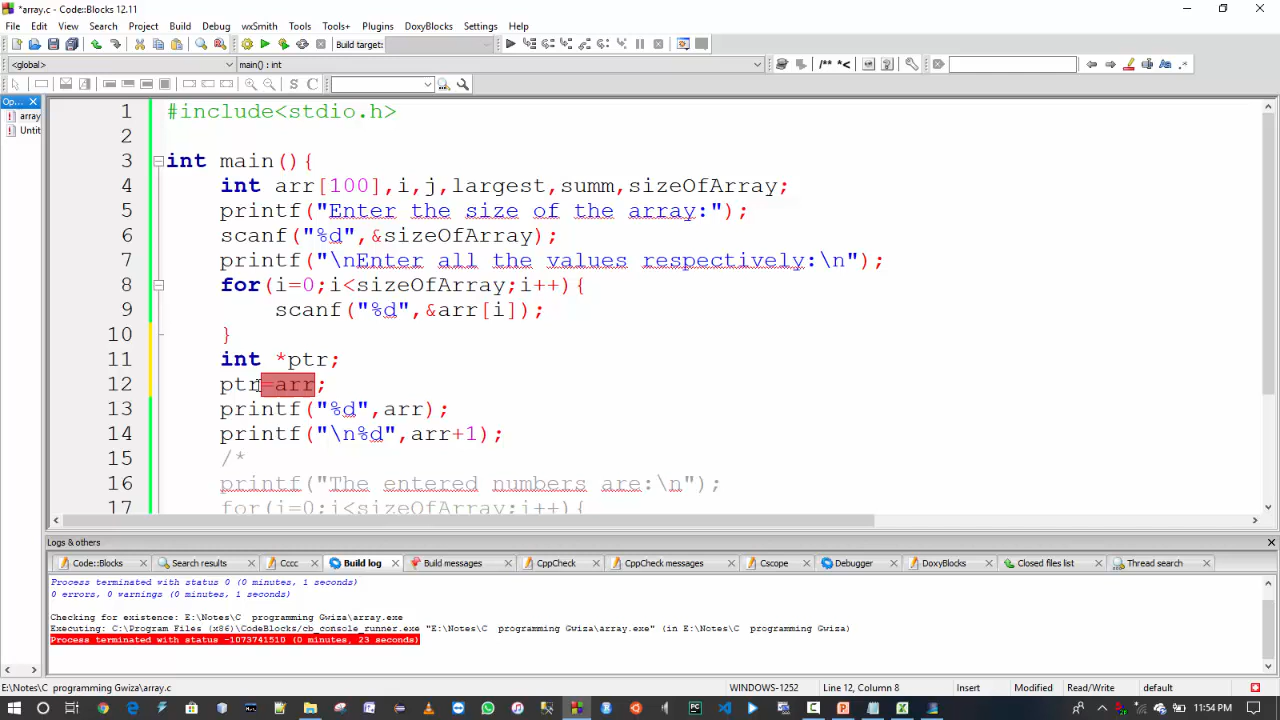 *array.c - Code::Blocks 12.11
File Edit View Search Project Build Debug wxSmith Tools Tools+ Plugins DoxyBlocks Settings Help
Build target:
<global> main() : int
/** *<
S C
Op...
array
Untit
1 #include<stdio.h>
2
3 int main(){
4 int arr[100],i,j,largest,summ,sizeOfArray;
5 printf("Enter the size of the array:");
6 scanf("%d",&sizeOfArray);
7 printf("\nEnter all the values respectively:\n");
8 for(i=0;i<sizeOfArray;i++){
9 scanf("%d",&arr[i]);
10 }
11 int *ptr;
12 ptr=arr;
13 printf("%d",arr);
14 printf("\n%d",arr+1);
15 /*
16 printf("The entered numbers are:\n");
17 for(i=0;i<sizeOfArray;i++){
Logs & others
Code::Blocks Search results Cccc Build log Build messages CppCheck CppCheck messages Cscope Debugger DoxyBlocks Closed files list Thread search
Process terminated with status 0 (0 minutes, 1 seconds)
0 errors, 0 warnings (0 minutes, 1 seconds)
Checking for existence: E:\Notes\C  programming Gwiza\array.exe
Executing: C:\Program Files (x86)\CodeBlocks/cb_console_runner.exe "E:\Notes\C  programming Gwiza\array.exe" (in E:\Notes\C  programming Gwiza)
Process terminated with status -1073741510 (0 minutes, 23 seconds)
E:\Notes\C  programming Gwiza\array.c WINDOWS-1252 Line 12, Column 8 Insert Modified Read/Write default
11:54 PM